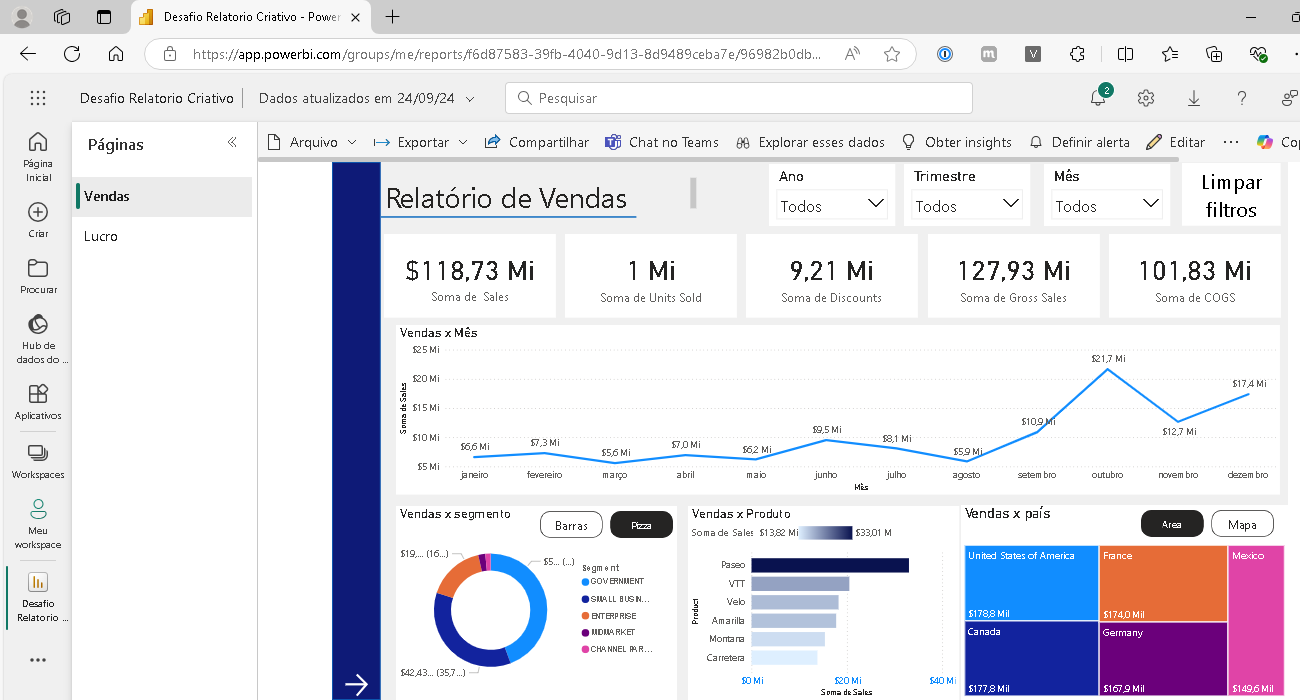 Desafio Relatorio Criativo - Power
https://app.powerbi.com/groups/me/reports/f6d87583-39fb-4040-9d13-8d9489ceba7e/96982b0db...
Desafio Relatorio Criativo
Dados atualizados em 24/09/24
Pesquisar
2
Página
Inicial
Criar
Procurar
Hub de
dados do ...
Aplicativos
Workspaces
Meu
workspace
Desafio
Relatorio ...
Páginas
Vendas
Lucro
Arquivo
Exportar
Compartilhar
Chat no Teams
Explorar esses dados
Obter insights
Definir alerta
Editar
Relatório de Vendas
Ano
Todos
Trimestre
Todos
Mês
Todos
Limpar
filtros
$118,73 Mi
Soma de Sales
1 Mi
Soma de Units Sold
9,21 Mi
Soma de Discounts
127,93 Mi
Soma de Gross Sales
101,83 Mi
Soma de COGS
Vendas x Mês
Soma de Sales
$25 Mi
$20 Mi
$15 Mi
$10 Mi
$5 Mi
$6,6 Mi
$7,3 Mi
$5,6 Mi
$7,0 Mi
$6,2 Mi
$9,5 Mi
$8,1 Mi
$5,9 Mi
$10,9 Mi
$21,7 Mi
$12,7 Mi
$17,4 Mi
janeiro
fevereiro
março
abril
maio
junho
julho
agosto
setembro
outubro
novembro
dezembro
Mês
Vendas x segmento
Barras
Pizza
$19,... (16...)
$5... (...)
$42,43... (35,7...)
Segment
GOVERNMENT
SMALL BUSIN...
ENTERPRISE
MIDMARKET
CHANNEL PAR...
Vendas x Produto
Soma de Sales $13,82 Mi $33,01 M
Product
Paseo
VTT
Velo
Amarilla
Montana
Carretera
$0 Mi
$20 Mi
$40 Mi
Soma de Sales
Vendas x país
Area
Mapa
United States of America
$178,8 Mil
France
$174,0 Mil
Mexico
$149,6 Mil
Canada
$177,8 Mil
Germany
$167,9 Mil